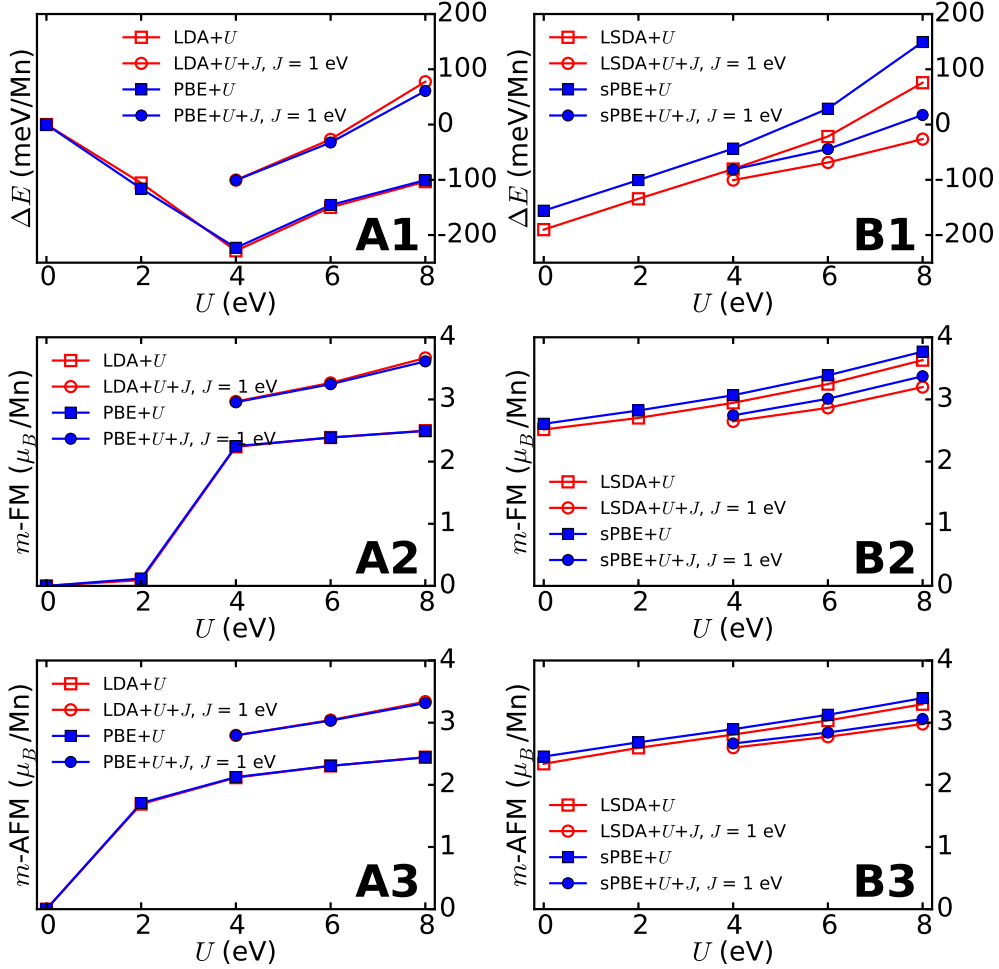 LDA+U
LDA+U+J, J = 1 eV
PBE+U
PBE+U+J, J = 1 eV
ΔE (meV/Mn)
200
100
0
-100
-200
0 2 4 6 8
U (eV)
A1
LSDA+U
LSDA+U+J, J = 1 eV
sPBE+U
sPBE+U+J, J = 1 eV
ΔE (meV/Mn)
200
100
0
-100
-200
0 2 4 6 8
U (eV)
B1
LDA+U
LDA+U+J, J = 1 eV
PBE+U
PBE+U+J, J = 1 eV
m-FM (μB/Mn)
4
3
2
1
0
0 2 4 6 8
U (eV)
A2
LSDA+U
LSDA+U+J, J = 1 eV
sPBE+U
sPBE+U+J, J = 1 eV
m-FM (μB/Mn)
4
3
2
1
0
0 2 4 6 8
U (eV)
B2
LDA+U
LDA+U+J, J = 1 eV
PBE+U
PBE+U+J, J = 1 eV
m-AFM (μB/Mn)
4
3
2
1
0
0 2 4 6 8
U (eV)
A3
LSDA+U
LSDA+U+J, J = 1 eV
sPBE+U
sPBE+U+J, J = 1 eV
m-AFM (μB/Mn)
4
3
2
1
0
0 2 4 6 8
U (eV)
B3